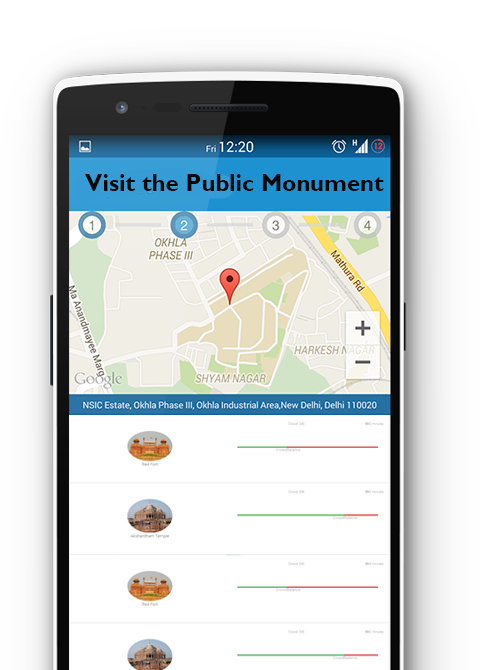 Fri 12:20
H
12
Visit the Public Monument
1 2 3 4
OKHLA
PHASE III
Mathura Rd
Ma Anandmayee Marg
+
HARKESH NAGAR
−
Google
SHYAM NAGAR
NSIC Estate, Okhla Phase III, Okhla Industrial Area,New Delhi, Delhi 110020
Red Fort
Akshardham Temple
Red Fort